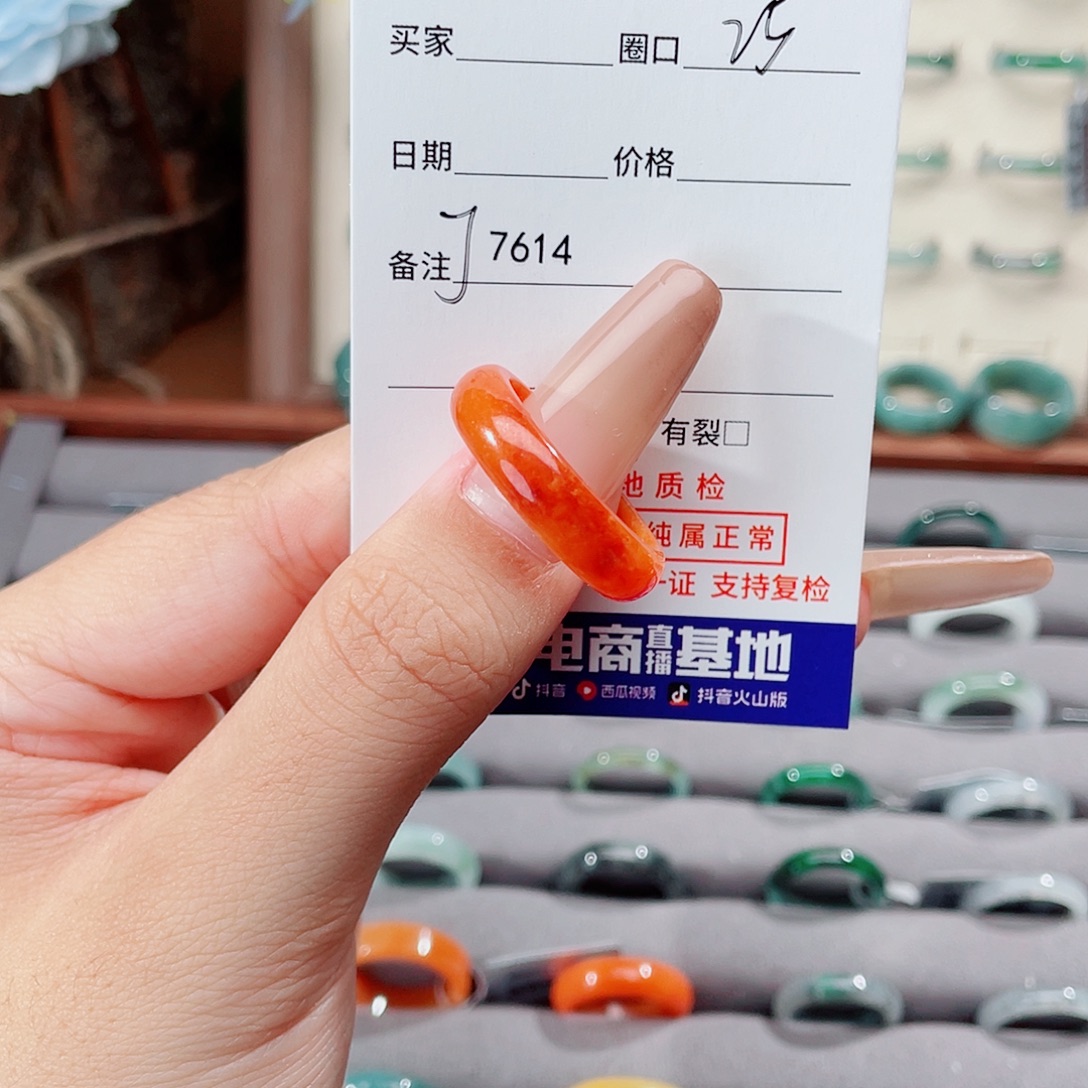 买家 圈口
日期 价格
备注 J 7614
有裂□
地质检
纯属正常
证 支持复检
电商直播基地
抖音 西瓜视频 抖音火山版